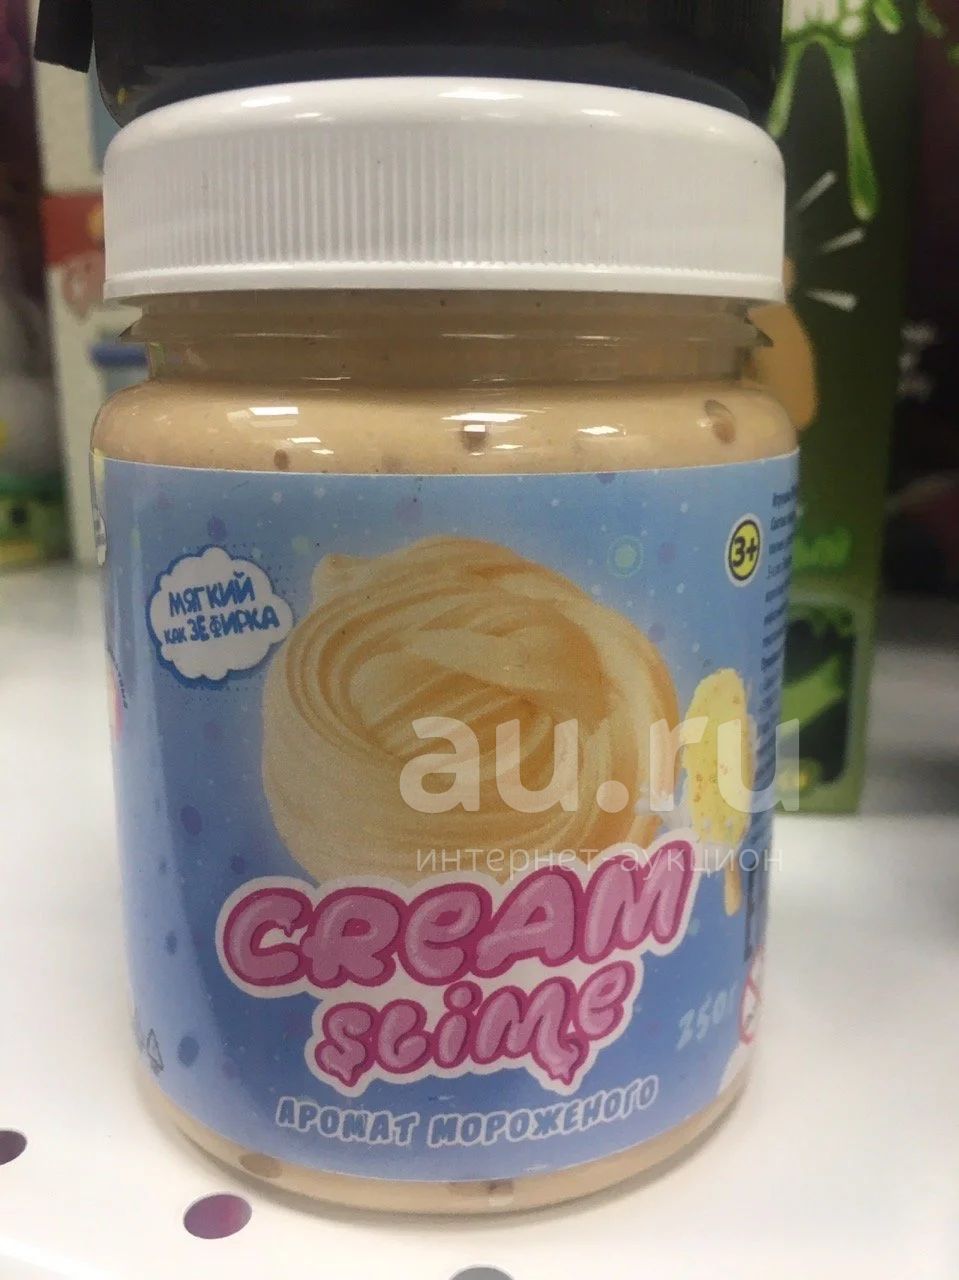 3+
МЯГКИЙ
КАК ЗЕФИРКА
au.ru
интернет-аукцион
CREAM
SLiMe
250г
АРОМАТ МОРОЖЕНОГО